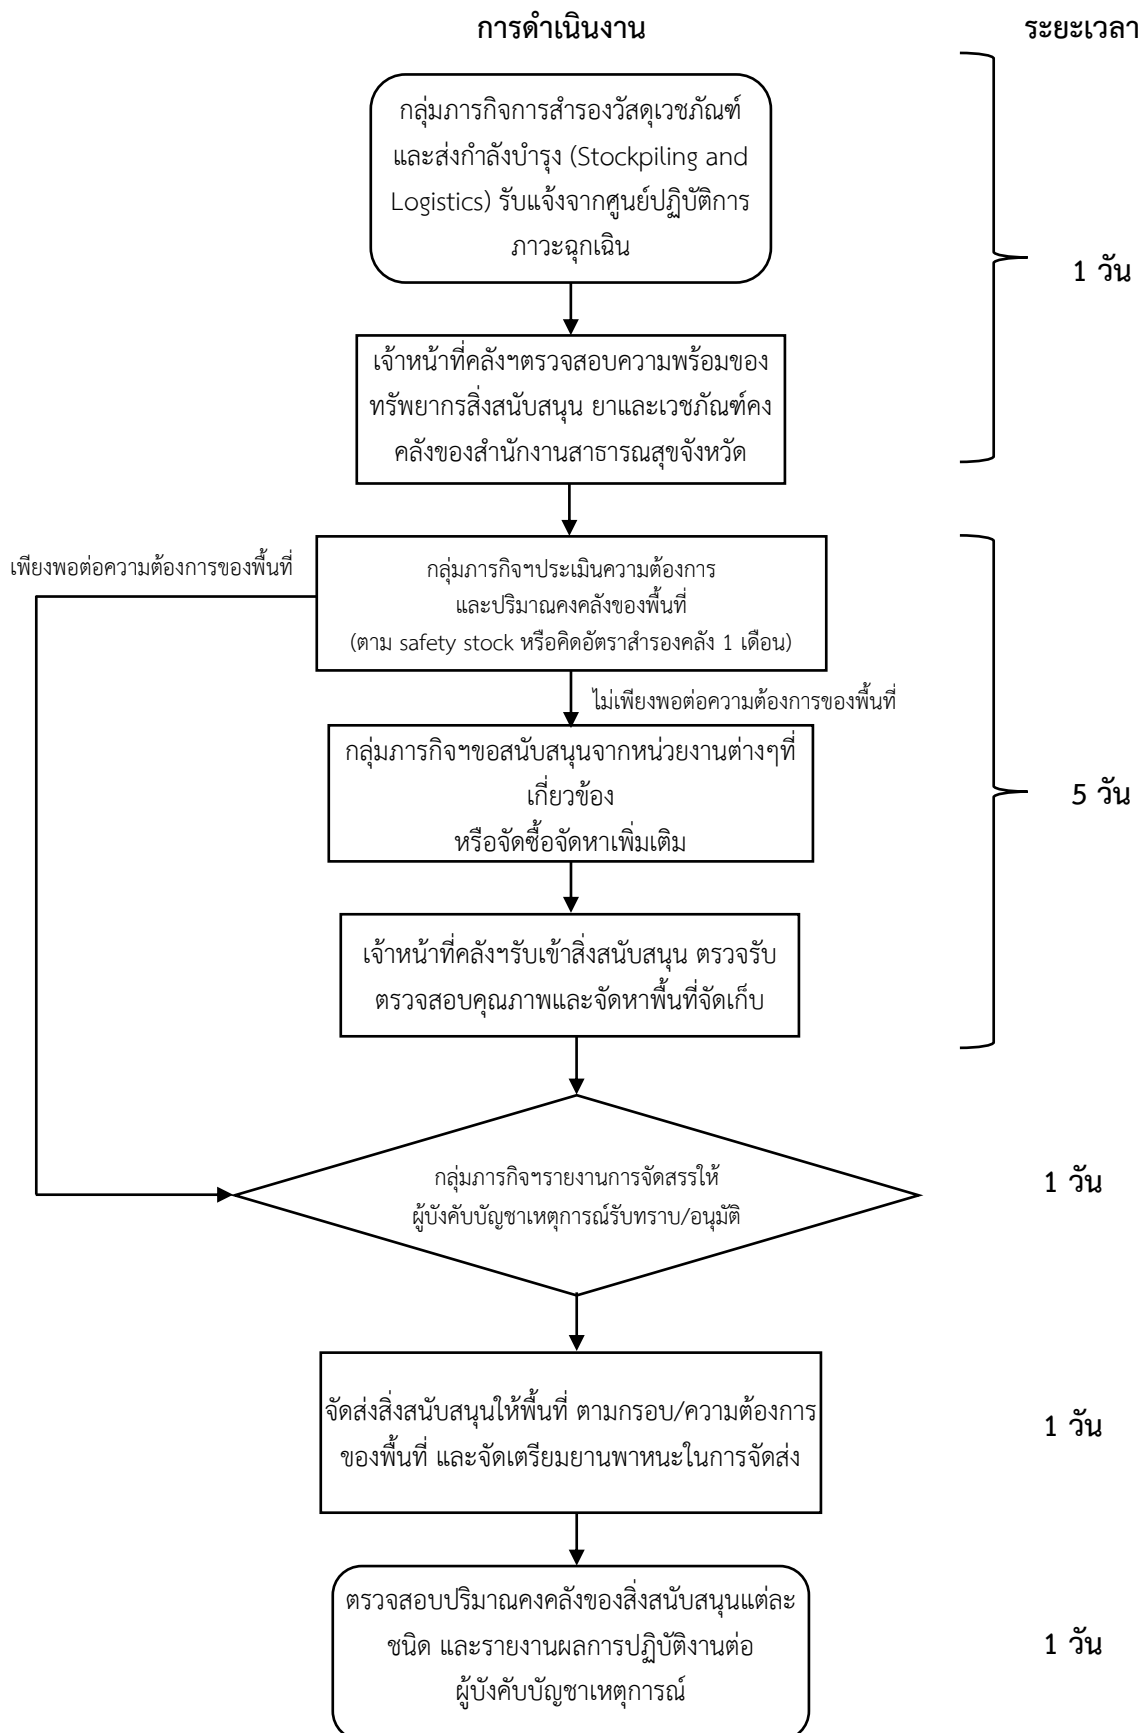 การดำเนินงาน
ระยะเวลา
กลุ่มภารกิจการสำรองวัสดุเวชภัณฑ์
และส่งกำลังบำรุง (Stockpiling and
Logistics) รับแจ้งจากศูนย์ปฏิบัติการ
ภาวะฉุกเฉิน
1 วัน
เจ้าหน้าที่คลังฯตรวจสอบความพร้อมของ
ทรัพยากรสิ่งสนับสนุน ยาและเวชภัณฑ์คง
คลังของสำนักงานสาธารณสุขจังหวัด
เพียงพอต่อความต้องการของพื้นที่
กลุ่มภารกิจฯประเมินความต้องการ
และปริมาณคงคลังของพื้นที่
(ตาม safety stock หรือคิดอัตราสำรองคลัง 1 เดือน)
ไม่เพียงพอต่อความต้องการของพื้นที่
กลุ่มภารกิจฯขอสนับสนุนจากหน่วยงานต่างๆที่
เกี่ยวข้อง
หรือจัดซื้อจัดหาเพิ่มเติม
5 วัน
เจ้าหน้าที่คลังฯรับเข้าสิ่งสนับสนุน ตรวจรับ
ตรวจสอบคุณภาพและจัดหาพื้นที่จัดเก็บ
กลุ่มภารกิจฯรายงานการจัดสรรให้
ผู้บังคับบัญชาเหตุการณ์รับทราบ/อนุมัติ
1 วัน
จัดส่งสิ่งสนับสนุนให้พื้นที่ ตามกรอบ/ความต้องการ
ของพื้นที่ และจัดเตรียมยานพาหนะในการจัดส่ง
1 วัน
ตรวจสอบปริมาณคงคลังของสิ่งสนับสนุนแต่ละ
ชนิด และรายงานผลการปฏิบัติงานต่อ
ผู้บังคับบัญชาเหตุการณ์
1 วัน